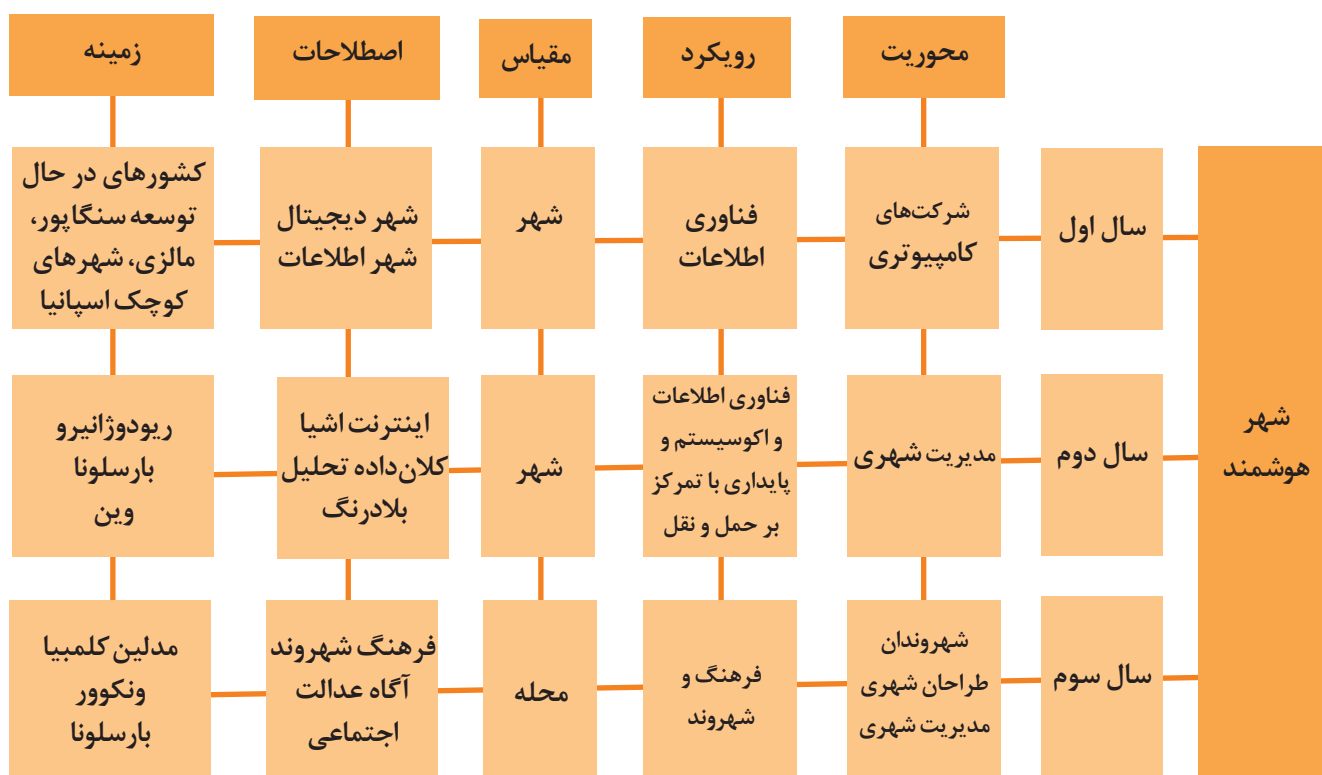 محوریت
رویکرد
مقیاس
اصطلاحات
زمینه
شهر
هوشمند
سال اول
شرکت‌های
کامپیوتری
فناوری
اطلاعات
شهر
شهر دیجیتال
شهر اطلاعات
کشورهای در حال
توسعه سنگاپور،
مالزی، شهرهای
کوچک اسپانیا
سال دوم
مدیریت شهری
فناوری اطلاعات
و اکوسیستم و
پایداری با تمرکز
بر حمل و نقل
شهر
اینترنت اشیا
کلان‌داده تحلیل
بلادرنگ
ریودوژانیرو
بارسلونا
وین
سال سوم
شهروندان
طراحان شهری
مدیریت شهری
فرهنگ و
شهروند
محله
فرهنگ شهروند
آگاه عدالت
اجتماعی
مدلین کلمبیا
ونکوور
بارسلونا